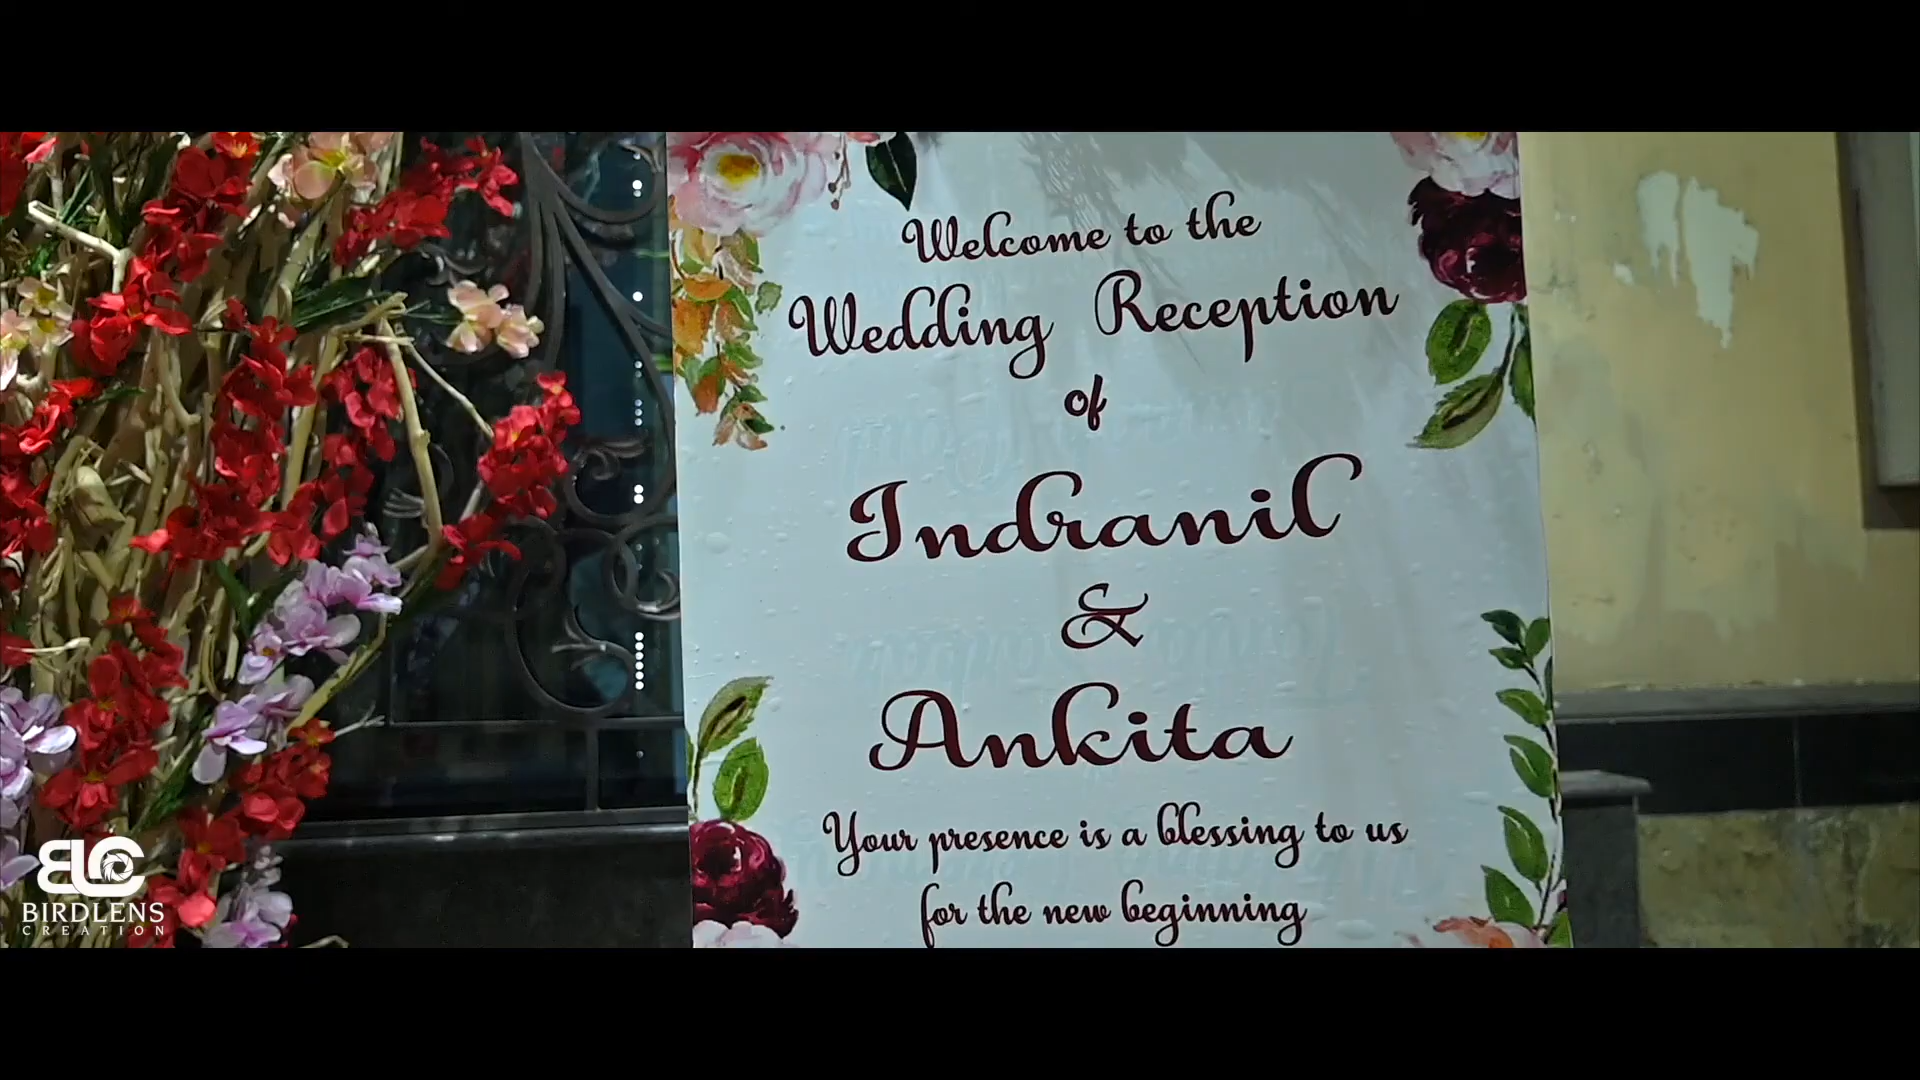 Welcome to the
Wedding Reception
of
Indranil
&
Ankita
Your presence is a blessing to us
for the new beginning
BLC
BIRDLENS
CREATION